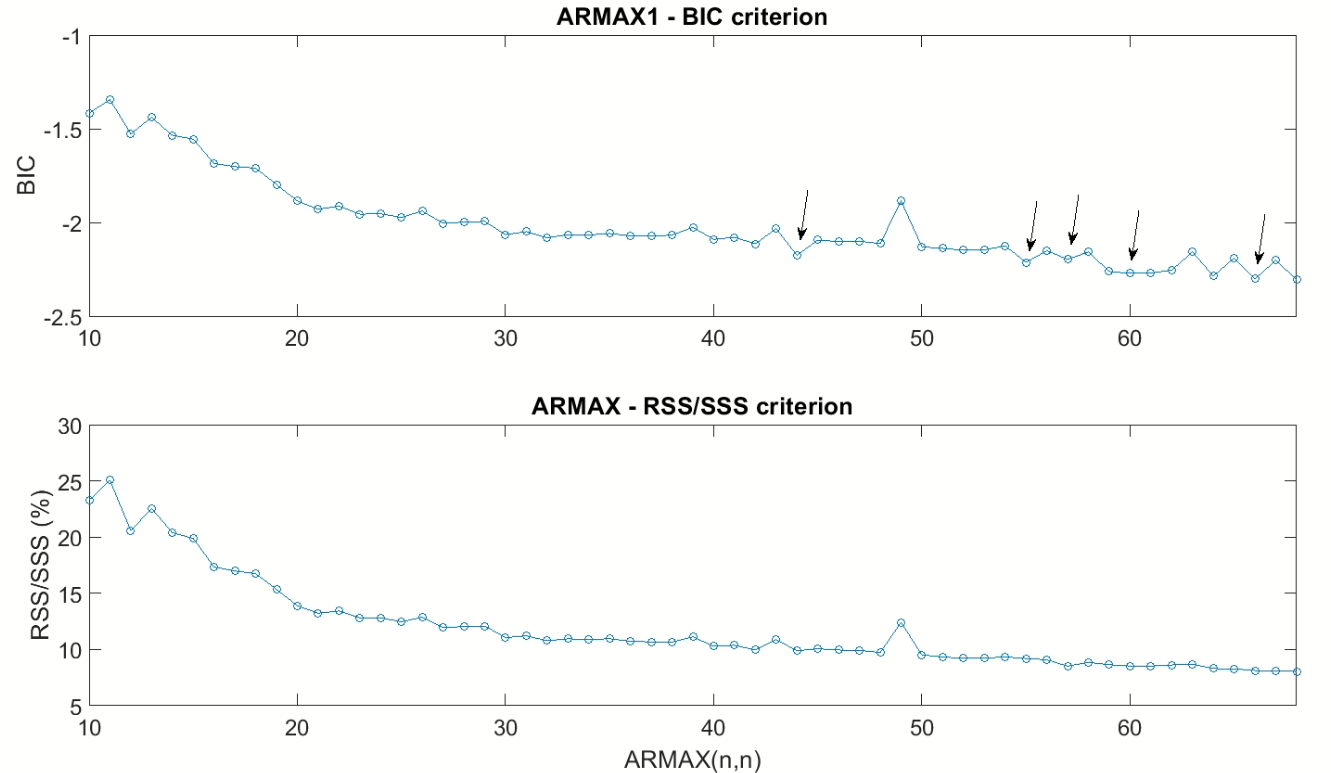 ARMAX1 - BIC criterion
-1
-1.5
-2
-2.5
BIC
10 20 30 40 50 60
ARMAX - RSS/SSS criterion
30
25
20
15
10
5
RSS/SSS (%)
10 20 30 40 50 60
ARMAX(n,n)